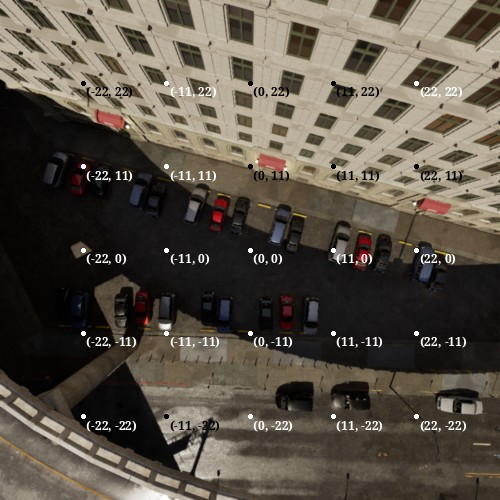 (-22, 22) (-11, 22) (0, 22) (11, 22) (22, 22)
(-22, 11) (-11, 11) (0, 11) (11, 11) (22, 11)
(-22, 0) (-11, 0) (0, 0) (11, 0) (22, 0)
(-22, -11) (-11, -11) (0, -11) (11, -11) (22, -11)
(-22, -22) (-11, -22) (0, -22) (11, -22) (22, -22)